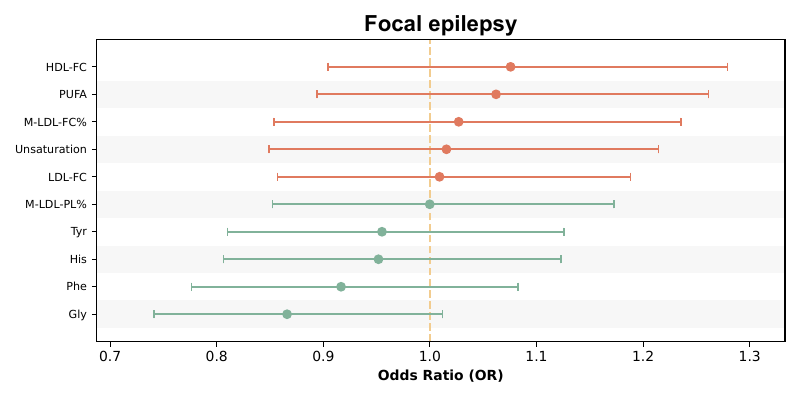 Focal epilepsy
HDL-FC
PUFA
M-LDL-FC%
Unsaturation
LDL-FC
M-LDL-PL%
Tyr
His
Phe
Gly
0.7 0.8 0.9 1.0 1.1 1.2 1.3
Odds Ratio (OR)